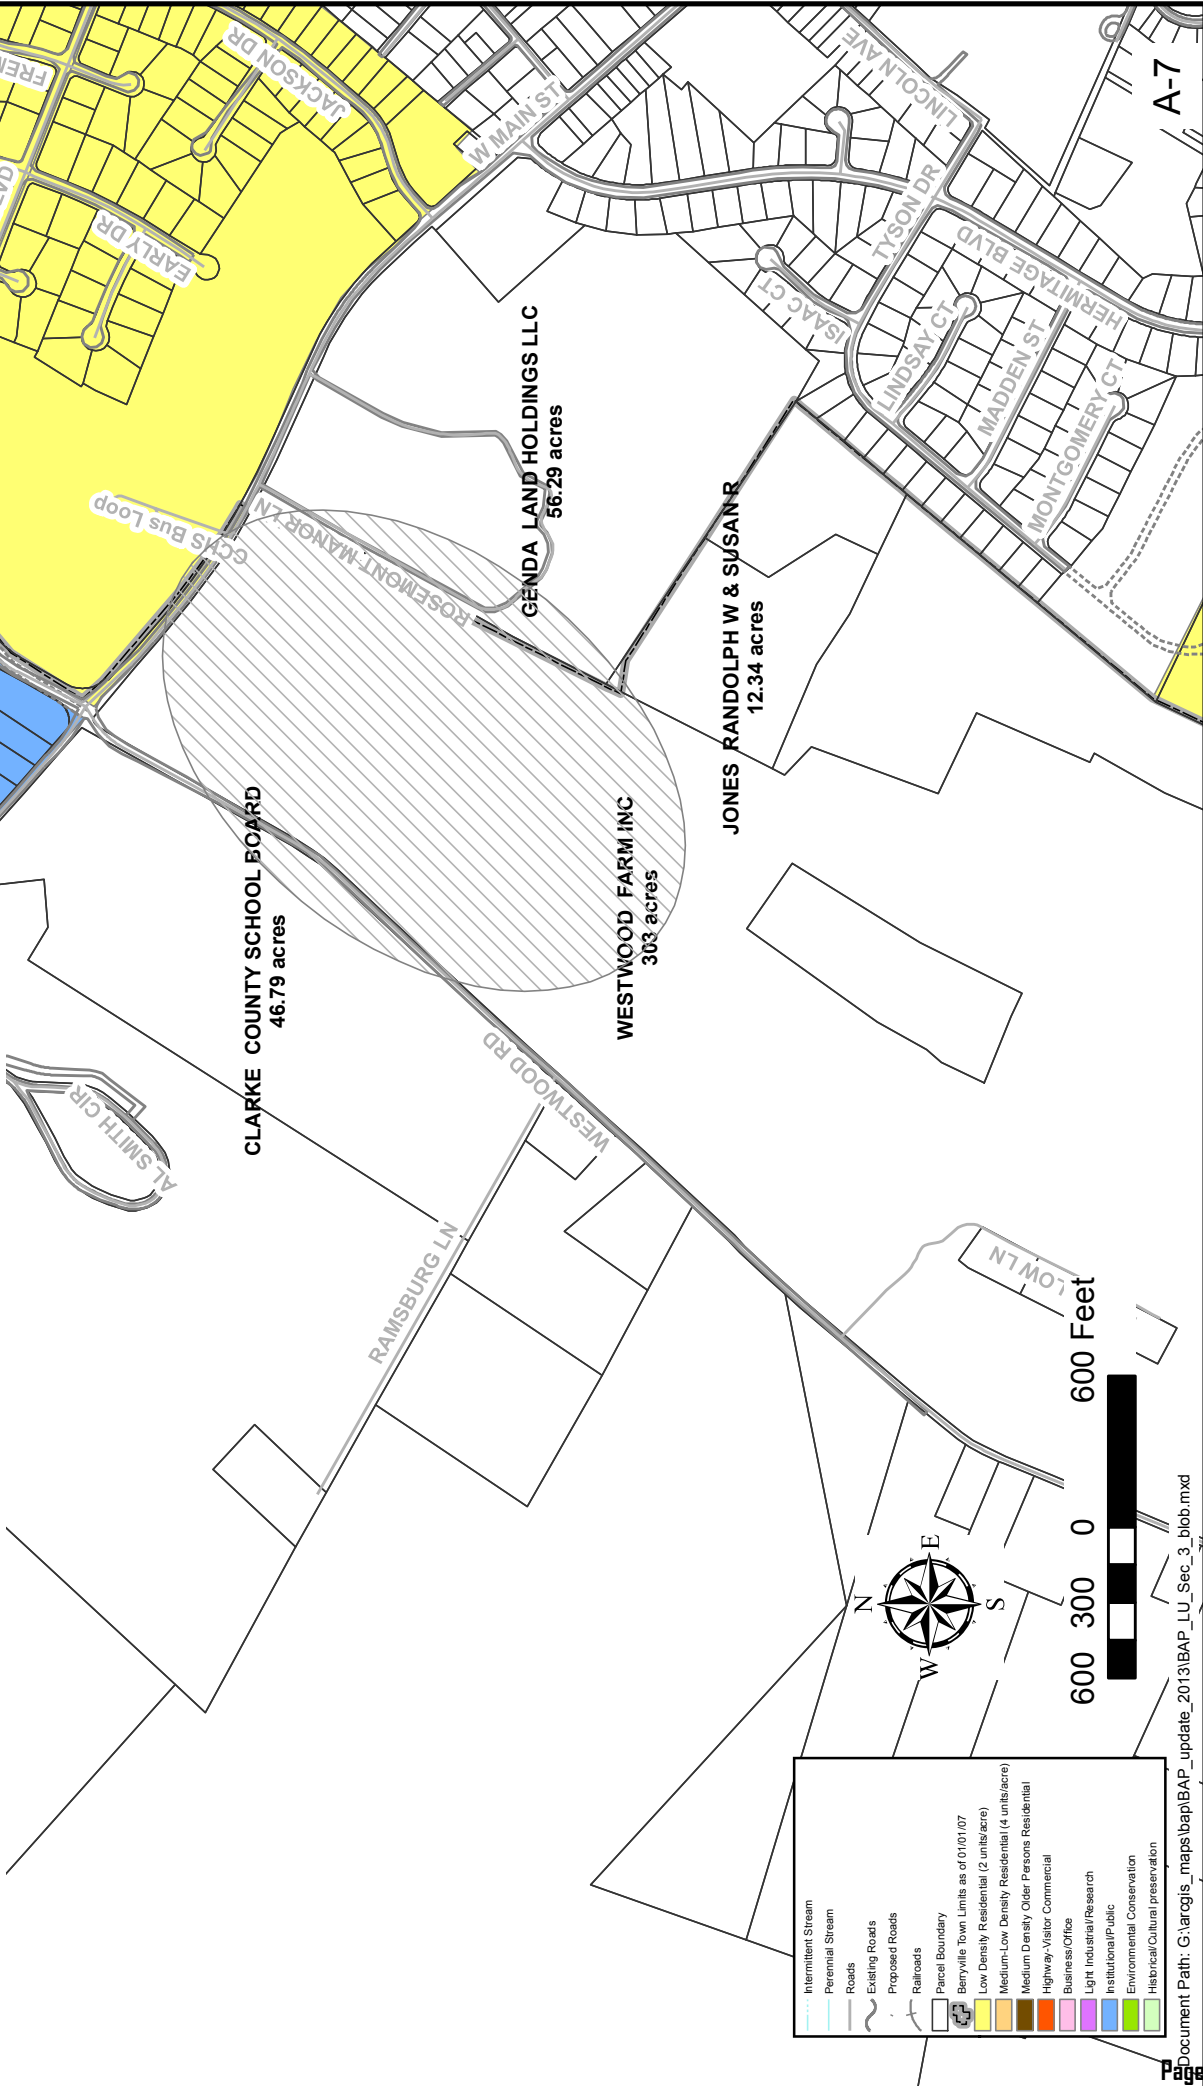 FREM
LVD
JACKSON DR
EARLY DR
W MAIN ST
LINCOLN AVE
A-7
TYSON DR
HERMITAGE BLVD
ISAAC CT
LINDSAY CT
MADDEN ST
MONTGOMERY CT
CCHS Bus Loop
ROSEMONT MANOR LN
GENDA LAND HOLDINGS LLC
56.29 acres
JONES RANDOLPH W & SUSAN R
12.34 acres
CLARKE COUNTY SCHOOL BOARD
46.79 acres
WESTWOOD FARM INC
303 acres
WESTWOOD RD
AL SMITH CIR
RAMSBURG LN
LOW LN
N
E
S
W
600 300 0 600 Feet
Intermittent Stream
Perennial Stream
Roads
Existing Roads
Proposed Roads
Railroads
Parcel Boundary
Berryville Town Limits as of 01/01/07
Low Density Residential (2 units/acre)
Medium-Low Density Residential (4 units/acre)
Medium Density Older Persons Residential
Highway-Visitor Commercial
Business/Office
Light Industrial/Research
Institutional/Public
Environmental Conservation
Historical/Cultural preservation
Document Path: G:\arcgis_maps\bap\BAP_update_2013\BAP_LU_Sec_3_blob.mxd
Page